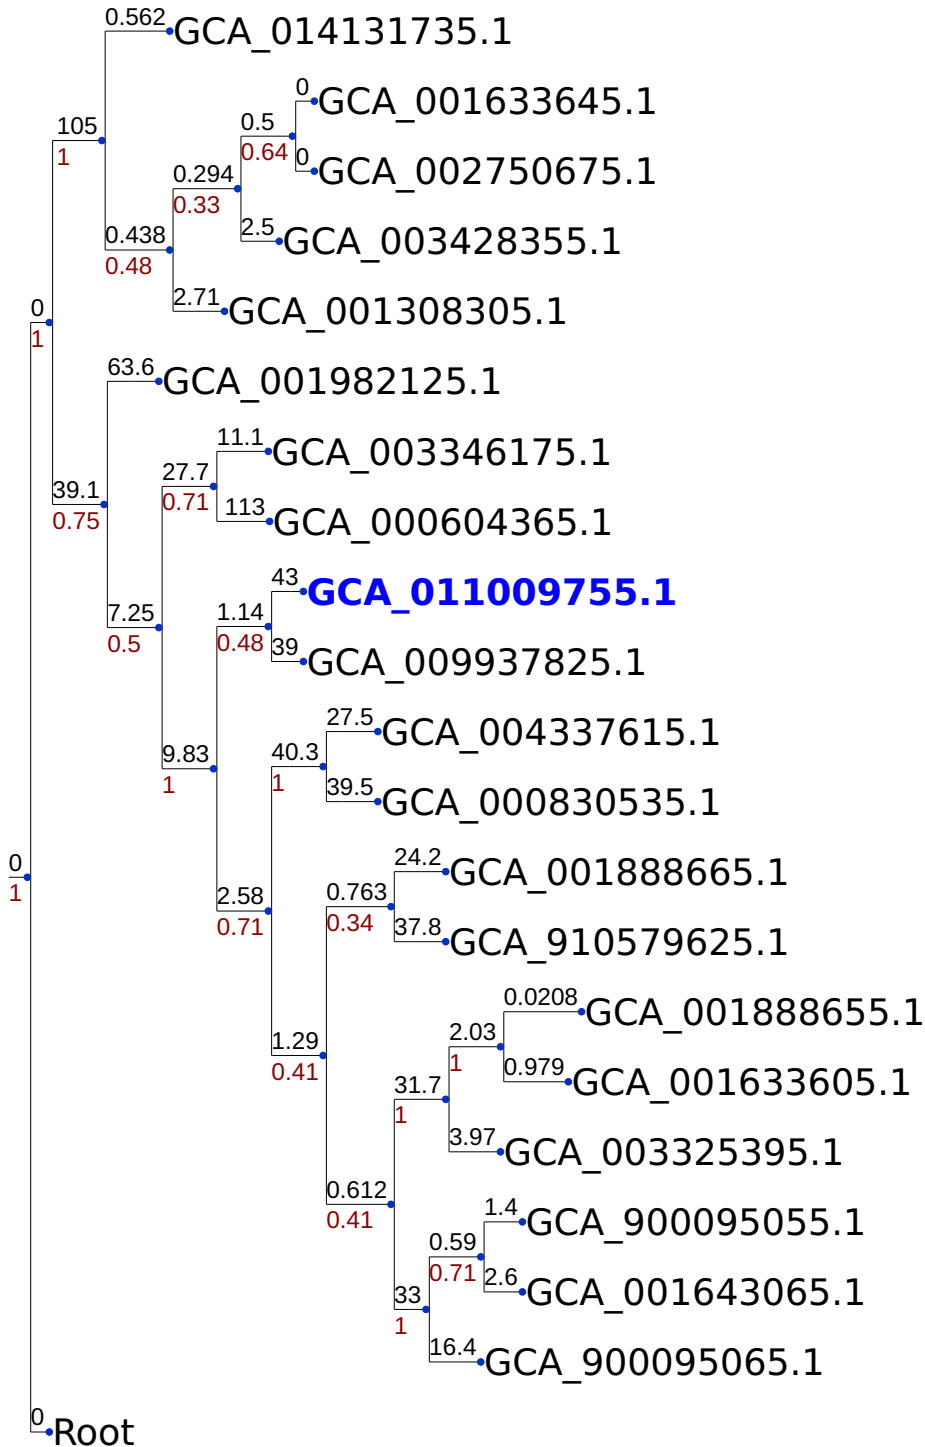 0.562 GCA_014131735.1
0 GCA_001633645.1
105
1
0.5
0.64
0 GCA_002750675.1
0.294
0.33
2.5 GCA_003428355.1
0.438
0.48
2.71 GCA_001308305.1
0
1
63.6 GCA_001982125.1
11.1 GCA_003346175.1
27.7
0.71
39.1
0.75
113 GCA_000604365.1
43 GCA_011009755.1
7.25
0.5
1.14
0.48
39 GCA_009937825.1
27.5 GCA_004337615.1
9.83
1
40.3
1
39.5 GCA_000830535.1
0
1
24.2 GCA_001888665.1
2.58
0.71
0.763
0.34
37.8 GCA_910579625.1
0.0208 GCA_001888655.1
1.29
0.41
2.03
1
0.979 GCA_001633605.1
31.7
1
3.97 GCA_003325395.1
0.612
0.41
1.4 GCA_900095055.1
0.59
0.71
2.6 GCA_001643065.1
33
1
16.4 GCA_900095065.1
0 Root